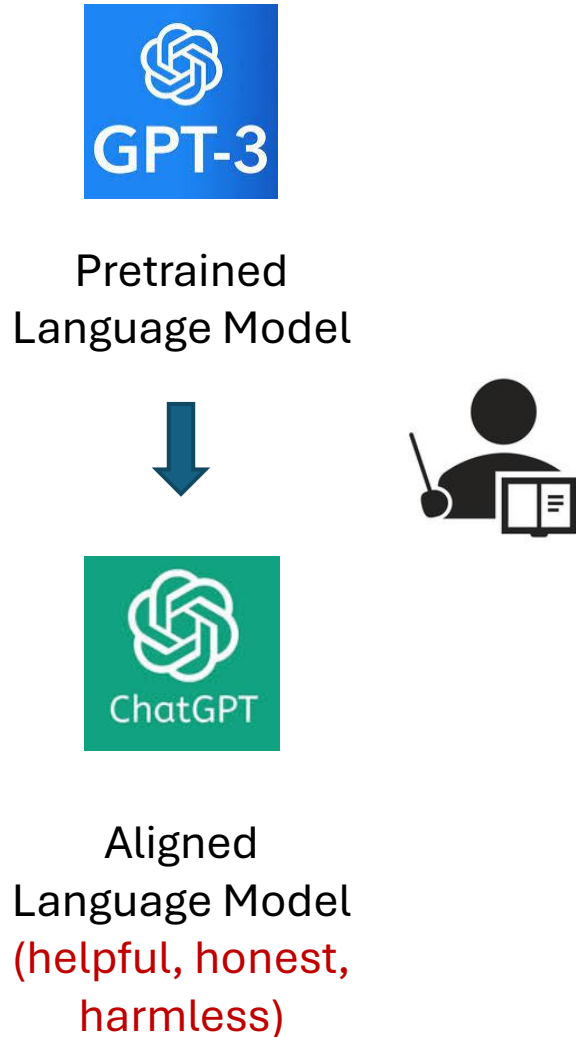 GPT-3
Pretrained
Language Model
ChatGPT
Aligned
Language Model
(helpful, honest,
harmless)